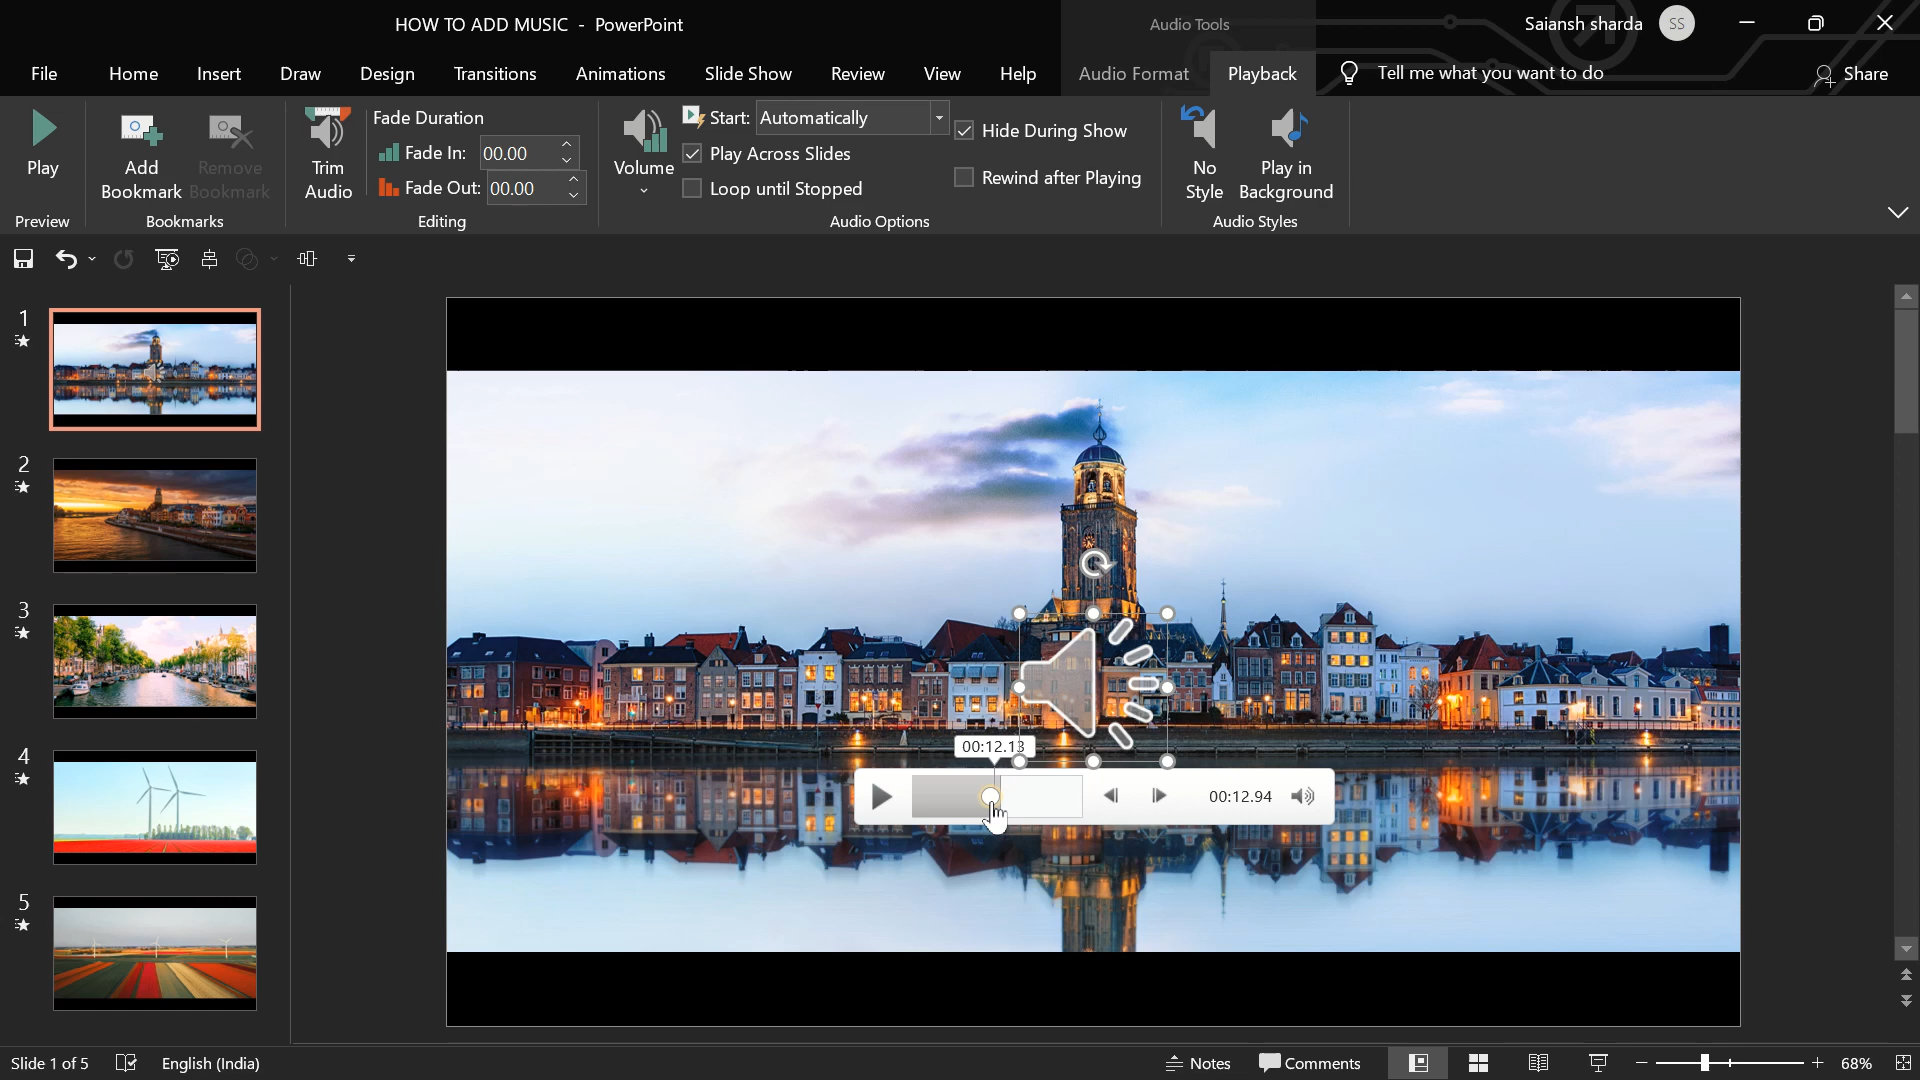 HOW TO ADD MUSIC - PowerPoint
Audio Tools
Saiansh sharda
SS
File
Home
Insert
Draw
Design
Transitions
Animations
Slide Show
Review
View
Help
Audio Format
Playback
Tell me what you want to do
Share
Play
Preview
Add
Bookmark
Remove
Bookmark
Bookmarks
Trim
Audio
Fade Duration
Fade In: 00.00
Fade Out: 00.00
Editing
Volume
Start: Automatically
Play Across Slides
Loop until Stopped
Hide During Show
Rewind after Playing
Audio Options
No
Style
Play in
Background
Audio Styles
1
2
3
4
5
00:12.13
00:12.94
Slide 1 of 5
English (India)
Notes
Comments
68%